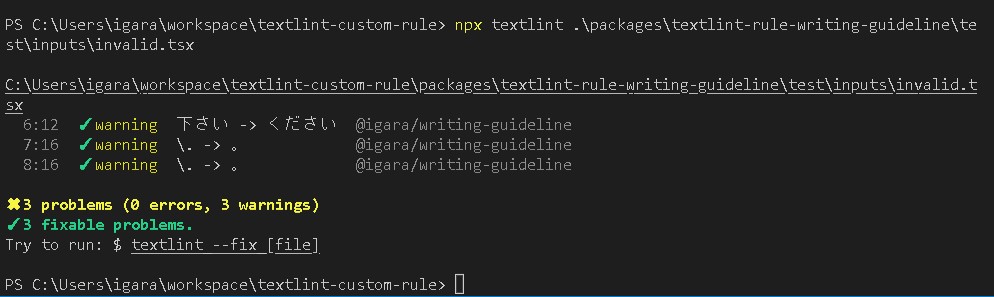 PS C:\Users\igara\workspace\textlint-custom-rule> npx textlint .\packages\textlint-rule-writing-guideline\te
st\inputs\invalid.tsx
C:\Users\igara\workspace\textlint-custom-rule\packages\textlint-rule-writing-guideline\test\inputs\invalid.t
sx
6:12 ✓warning 下さい -> ください @igara/writing-guideline
7:16 ✓warning \. -> 。 @igara/writing-guideline
8:16 ✓warning \. -> 。 @igara/writing-guideline
✖3 problems (0 errors, 3 warnings)
✓3 fixable problems.
Try to run: $ textlint --fix [file]
PS C:\Users\igara\workspace\textlint-custom-rule>